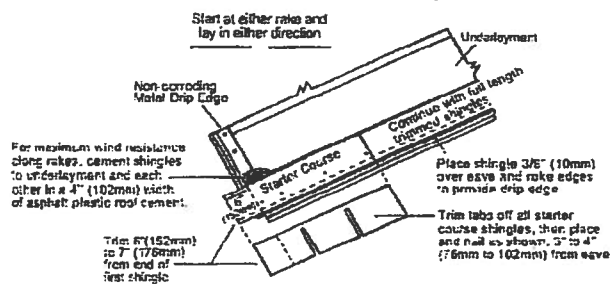 Start at either rake and
lay in either direction
Underlayment
Non-corroding
Metal Drip Edge
Continue with full length
trimmed shingles
For maximum wind resistance
along rakes, cement shingles
to underlayment and each
other in a 4" (102mm) width
of asphalt plastic roof cement.
Starter Course
Place shingle 3/8" (10mm)
over eave and rake edges
to provide drip edge
Trim tabs off all starter
course shingles, then place
and nail as shown, 3" to 4"
(76mm to 102mm) from eave
Trim 6"(152mm)
to 7" (178mm)
from end of
first shingle